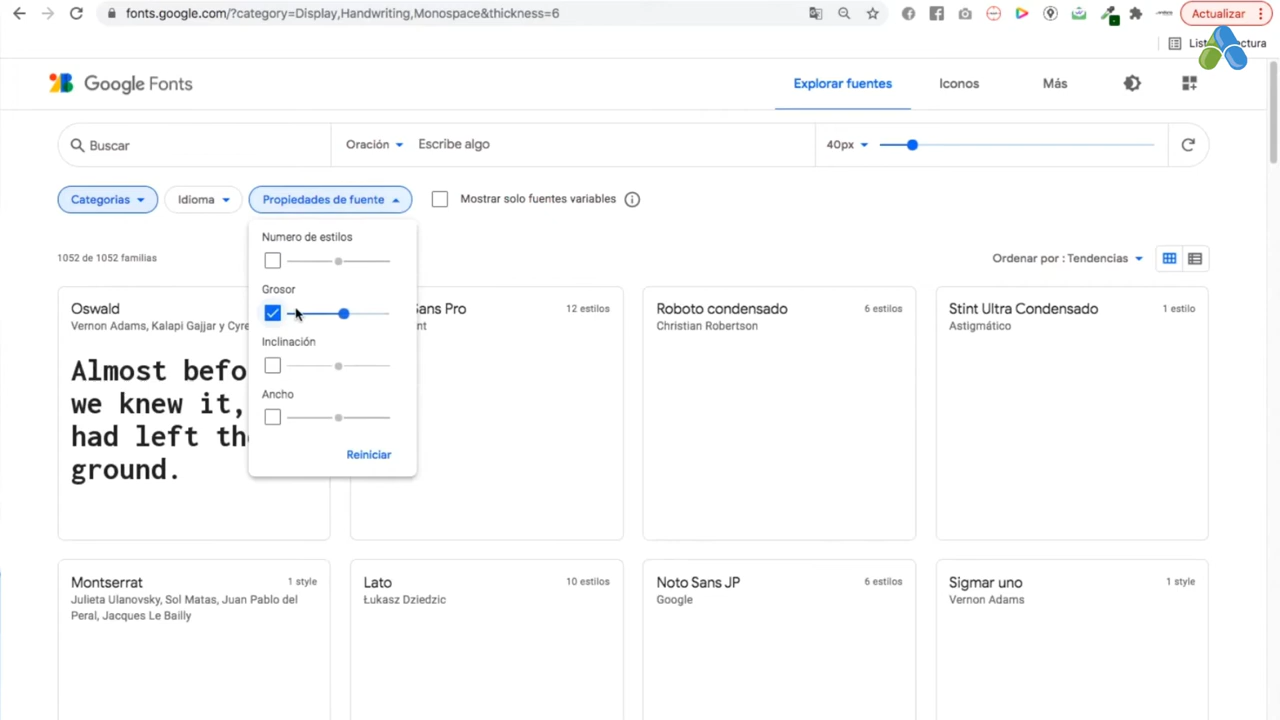 fonts.google.com/?category=Display,Handwriting,Monospace&thickness=6
Actualizar
Google Fonts
Explorar fuentes
Iconos
Más
Buscar
Oración
Escribe algo
40px
Categorias
Idioma
Propiedades de fuente
Mostrar solo fuentes variables
Numero de estilos
Grosor
Inclinación
Ancho
Reiniciar
1052 de 1052 familias
Ordenar por : Tendencias
Oswald
Vernon Adams, Kalapi Gajjar y
Almost
we knew it,
had left
ground.
Sans Pro
12 estilos
Roboto condensado
6 estilos
Christian Robertson
Stint Ultra Condensado
1 estilo
Astigmático
Montserrat
1 style
Julieta Ulanovsky, Sol Matas, Juan Pablo del
Peral, Jacques Le Bailly
Lato
10 estilos
Łukasz Dziedzic
Noto Sans JP
6 estilos
Google
Sigmar uno
1 style
Vernon Adams